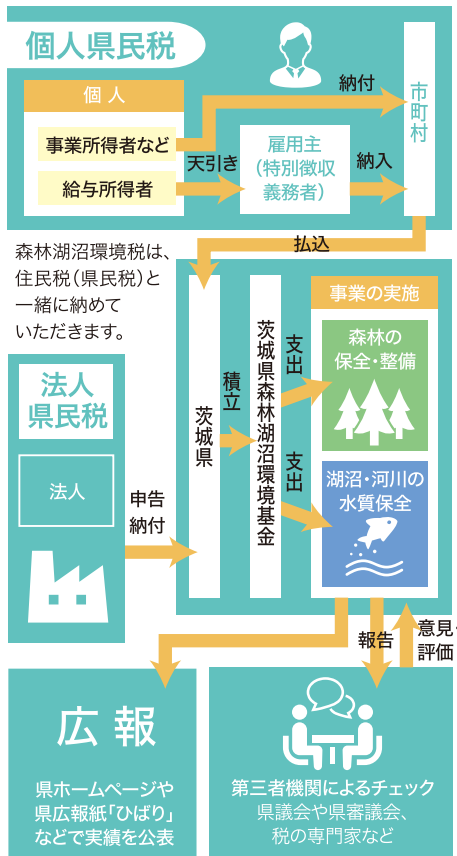 個人県民税
個人
事業所得者など
給与所得者
納付
天引き
雇用主
(特別徴収
義務者)
納入
市町村
払込
森林湖沼環境税は、
住民税(県民税)と
一緒に納めて
いただきます。
法人
県民税
法人
申告
納付
茨城県
積立
茨城県森林湖沼環境基金
支出
支出
事業の実施
森林の
保全・整備
湖沼・河川の
水質保全
報告
意見・
評価
広報
県ホームページや
県広報紙「ひばり」
などで実績を公表
第三者機関によるチェック
県議会や県審議会、
税の専門家など